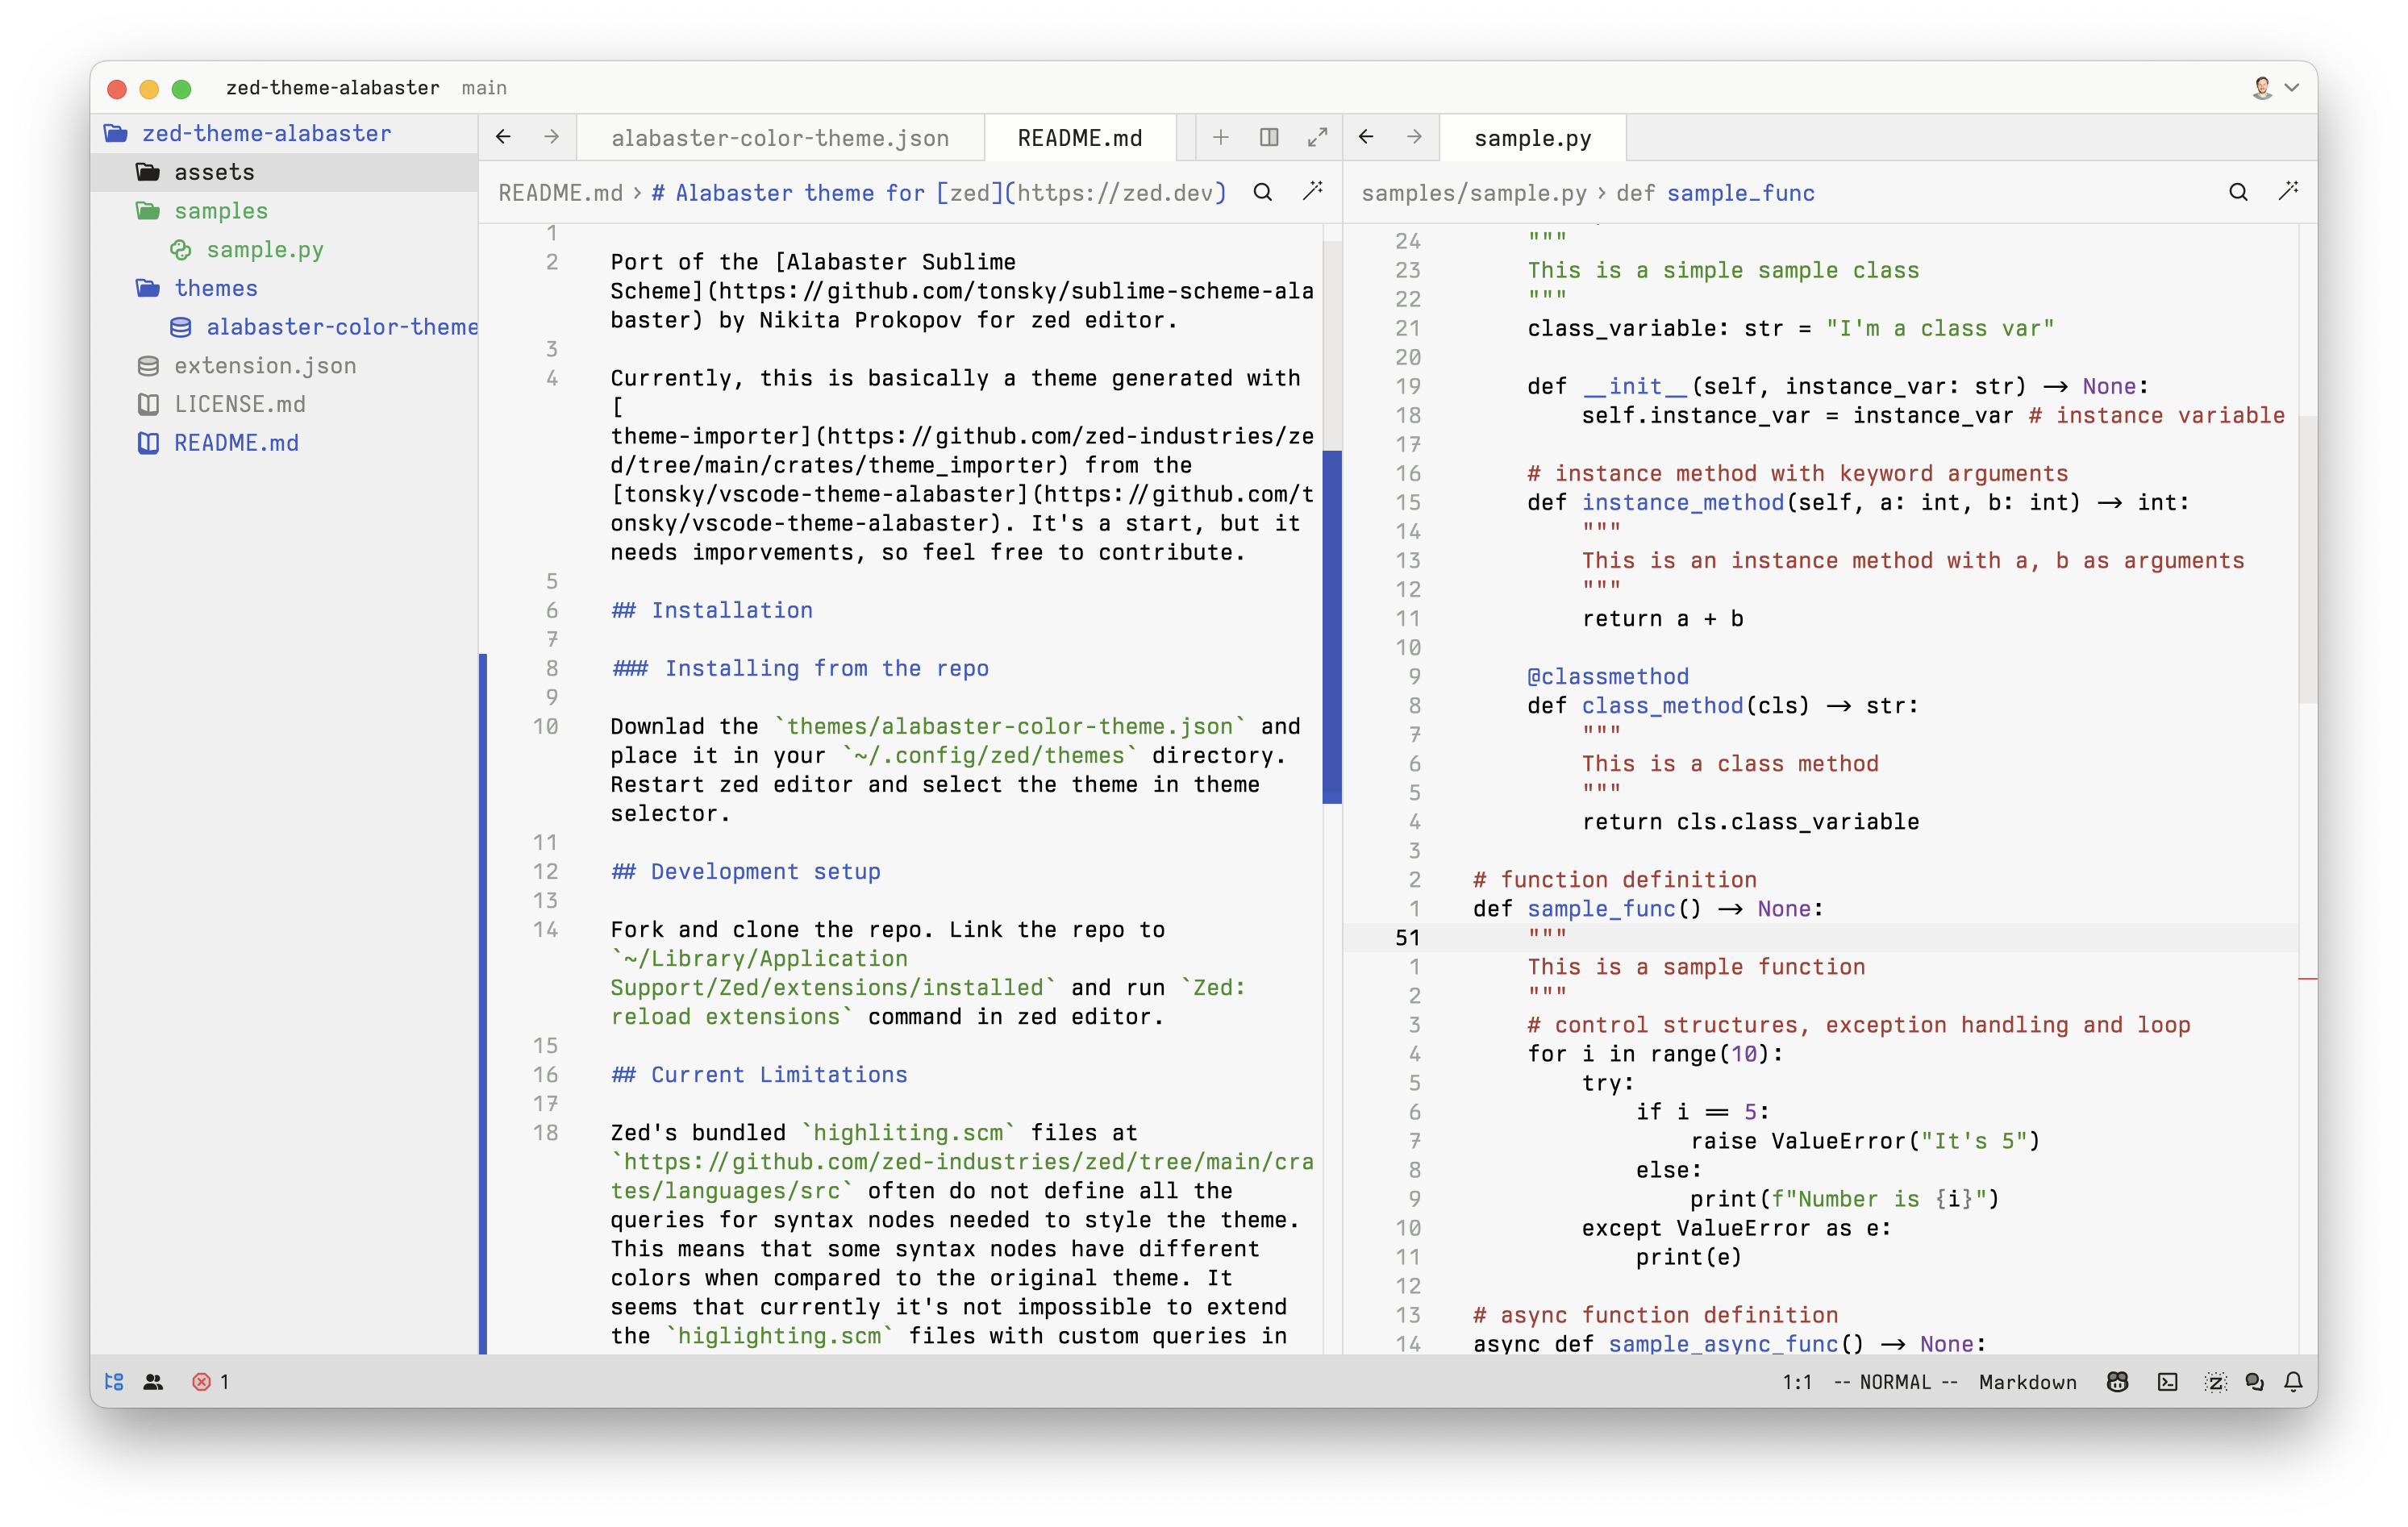 zed-theme-alabaster main
zed-theme-alabaster
assets
samples
sample.py
themes
alabaster-color-theme
extension.json
LICENSE.md
README.md
alabaster-color-theme.json README.md
README.md › # Alabaster theme for [zed](https://zed.dev)
1
2 Port of the [Alabaster Sublime
Scheme](https://github.com/tonsky/sublime-scheme-ala
baster) by Nikita Prokopov for zed editor.
3
4 Currently, this is basically a theme generated with
[
theme-importer](https://github.com/zed-industries/ze
d/tree/main/crates/theme_importer) from the
[tonsky/vscode-theme-alabaster](https://github.com/t
onsky/vscode-theme-alabaster). It's a start, but it
needs imporvements, so feel free to contribute.
5
6 ## Installation
7
8 ### Installing from the repo
9
10 Downlad the `themes/alabaster-color-theme.json` and
place it in your `~/.config/zed/themes` directory.
Restart zed editor and select the theme in theme
selector.
11
12 ## Development setup
13
14 Fork and clone the repo. Link the repo to
`~/Library/Application
Support/Zed/extensions/installed` and run `Zed:
reload extensions` command in zed editor.
15
16 ## Current Limitations
17
18 Zed's bundled `highliting.scm` files at
`https://github.com/zed-industries/zed/tree/main/cra
tes/languages/src` often do not define all the
queries for syntax nodes needed to style the theme.
This means that some syntax nodes have different
colors when compared to the original theme. It
seems that currently it's not impossible to extend
the `higlighting.scm` files with custom queries in
sample.py
samples/sample.py › def sample_func
24 """
23 This is a simple sample class
22 """
21 class_variable: str = "I'm a class var"
20
19 def __init__(self, instance_var: str) -> None:
18 self.instance_var = instance_var # instance variable
17
16 # instance method with keyword arguments
15 def instance_method(self, a: int, b: int) -> int:
14 """
13 This is an instance method with a, b as arguments
12 """
11 return a + b
10
9 @classmethod
8 def class_method(cls) -> str:
7 """
6 This is a class method
5 """
4 return cls.class_variable
3
2 # function definition
1 def sample_func() -> None:
51 """
1 This is a sample function
2 """
3 # control structures, exception handling and loop
4 for i in range(10):
5 try:
6 if i == 5:
7 raise ValueError("It's 5")
8 else:
9 print(f"Number is {i}")
10 except ValueError as e:
11 print(e)
12
13 # async function definition
14 async def sample_async_func() -> None:
1 1:1 -- NORMAL -- Markdown